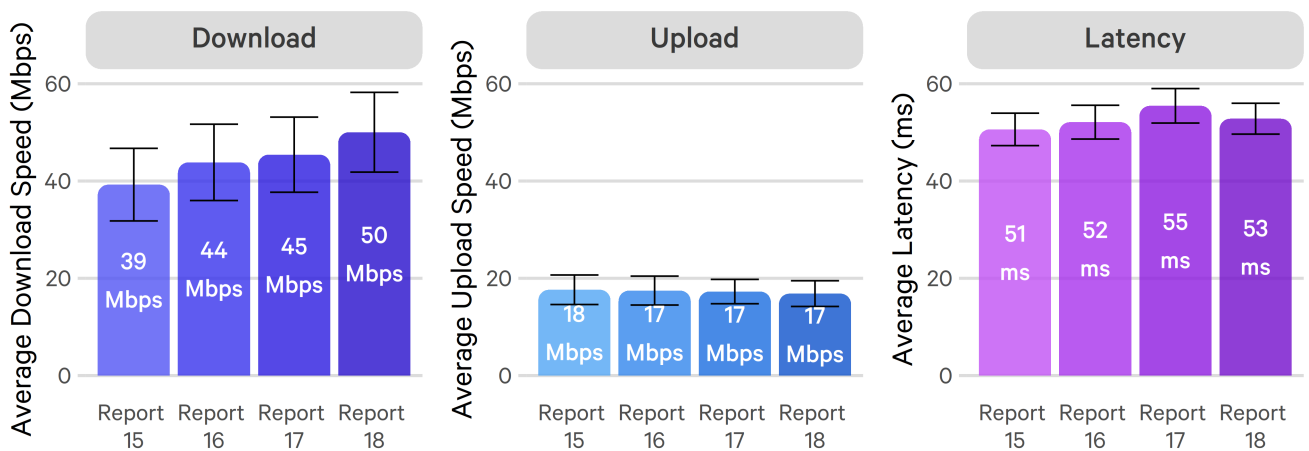 Download
Upload
Latency
Average Download Speed (Mbps)
60
40
20
0
39
Mbps
44
Mbps
45
Mbps
50
Mbps
Report
15
Report
16
Report
17
Report
18
Average Upload Speed (Mbps)
60
40
20
0
18
Mbps
17
Mbps
17
Mbps
17
Mbps
Report
15
Report
16
Report
17
Report
18
Average Latency (ms)
60
40
20
0
51
ms
52
ms
55
ms
53
ms
Report
15
Report
16
Report
17
Report
18